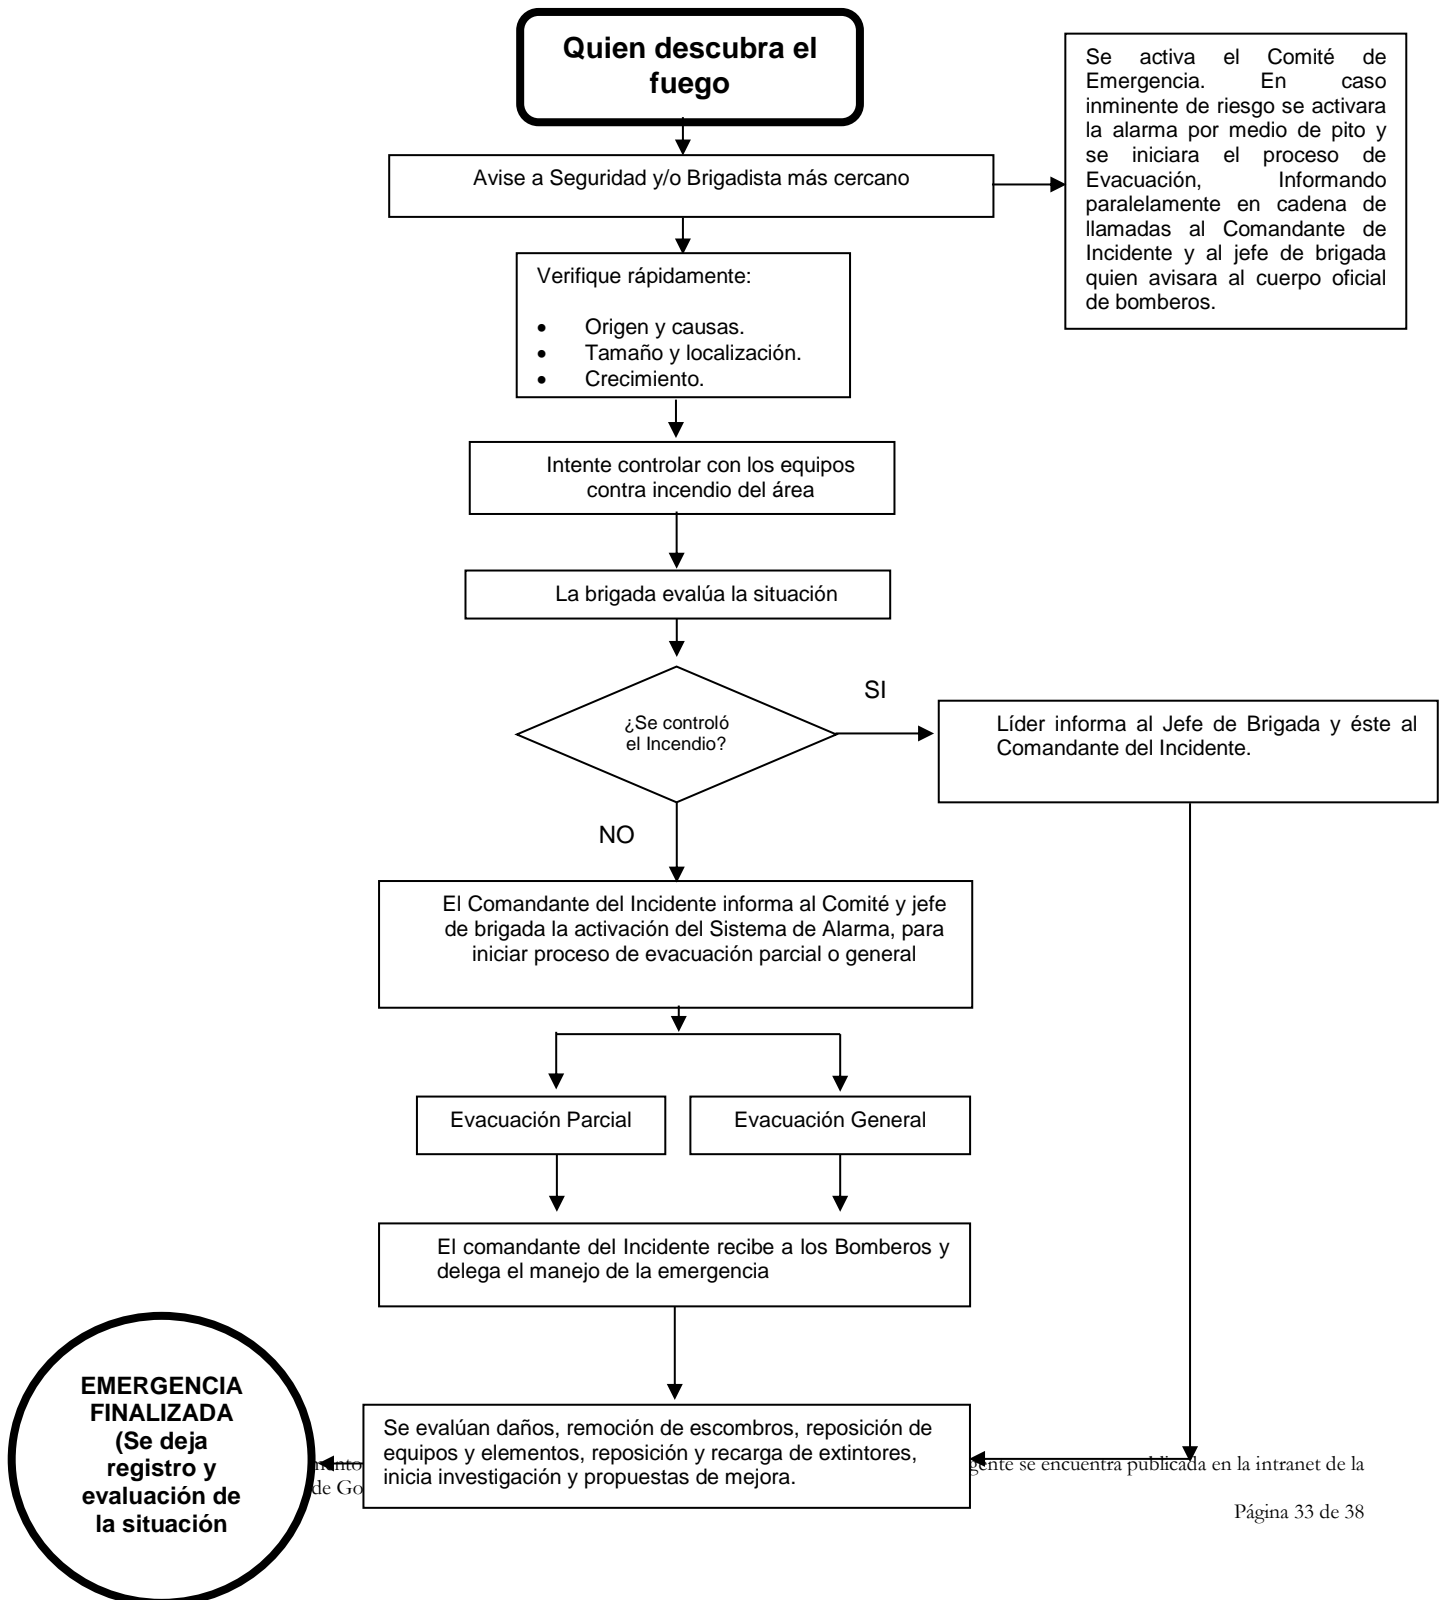 Quien descubra el
fuego
Se activa el Comité de
Emergencia. En caso
inminente de riesgo se activara
la alarma por medio de pito y
se iniciara el proceso de
Evacuación, Informando
paralelamente en cadena de
llamadas al Comandante de
Incidente y al jefe de brigada
quien avisara al cuerpo oficial
de bomberos.
Avise a Seguridad y/o Brigadista más cercano
Verifique rápidamente:
• Origen y causas.
• Tamaño y localización.
• Crecimiento.
Intente controlar con los equipos
contra incendio del área
La brigada evalúa la situación
¿Se controló
el Incendio?
SI
Líder informa al Jefe de Brigada y éste al
Comandante del Incidente.
NO
El Comandante del Incidente informa al Comité y jefe
de brigada la activación del Sistema de Alarma, para
iniciar proceso de evacuación parcial o general
Evacuación Parcial
Evacuación General
El comandante del Incidente recibe a los Bomberos y
delega el manejo de la emergencia
Se evalúan daños, remoción de escombros, reposición de
equipos y elementos, reposición y recarga de extintores,
inicia investigación y propuestas de mejora.
EMERGENCIA
FINALIZADA
(Se deja
registro y
evaluación de
la situación
se encuentra publicada en la intranet de la
de Go
Página 33 de 38